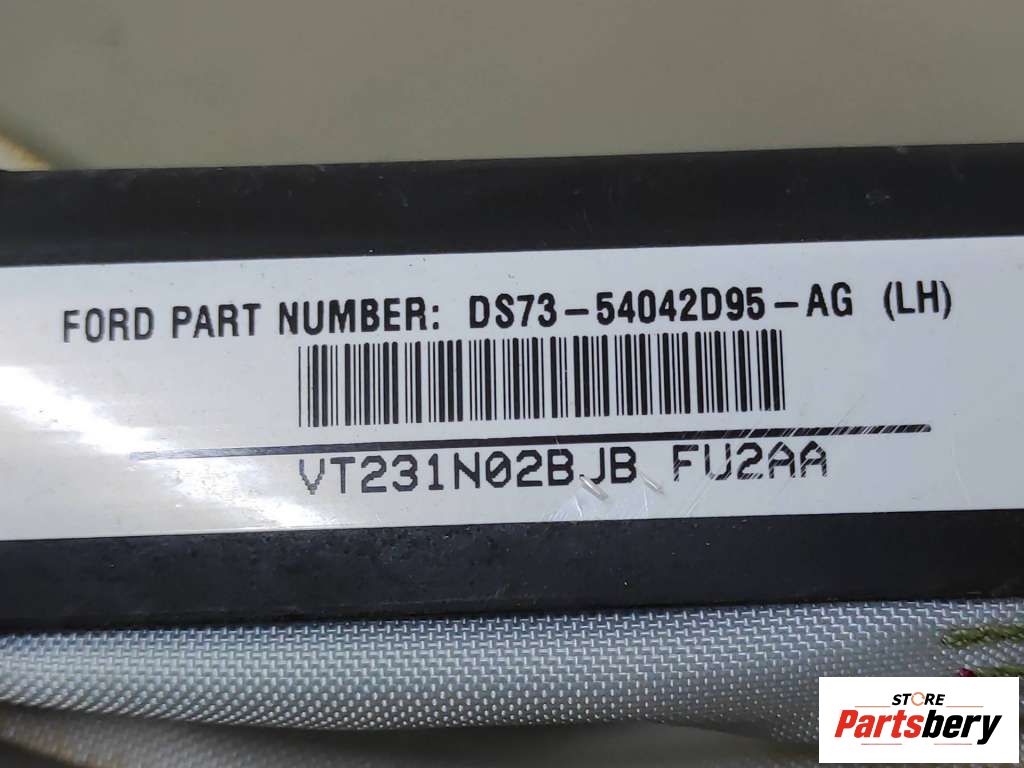 FORD PART NUMBER: DS73-54042D95-AG (LH)
VT231N02BJB FU2AA
STORE
Partsbery